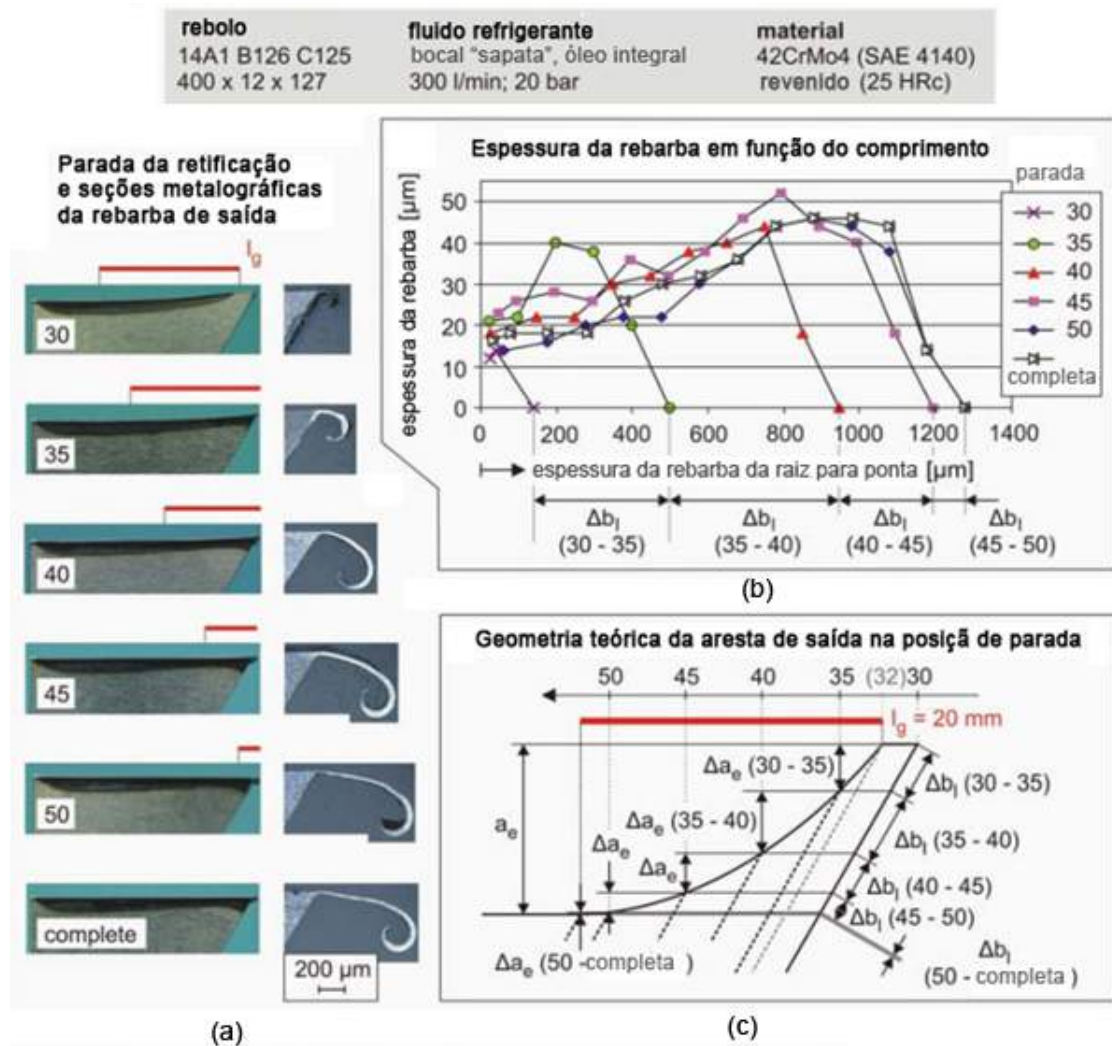 rebolo
14A1 B126 C125
400 x 12 x 127
fluido refrigerante
bocal “sapata”, óleo integral
300 l/min; 20 bar
material
42CrMo4 (SAE 4140)
revenido (25 HRc)
Parada da retificação
e seções metalográficas
da rebarba de saída
lg
30
35
40
45
50
complete
200 µm
(a)
Espessura da rebarba em função do comprimento
espessura da rebarba [µm]
50
40
30
20
10
0
0 200 400 600 800 1000 1200 1400
parada
30
35
40
45
50
completa
espessura da rebarba da raiz para ponta [µm]
Δbl Δbl Δbl Δbl
(30 - 35) (35 - 40) (40 - 45) (45 - 50)
(b)
Geometria teórica da aresta de saída na posiçã de parada
50 45 40 35 (32) 30
lg = 20 mm
Δae (30 - 35)
Δbl (30 - 35)
ae
Δae (35 - 40)
Δae
Δbl (35 - 40)
Δae
Δbl (40 - 45)
Δbl (45 - 50)
Δae (50 - completa )
Δbl
(50 - completa )
(c)